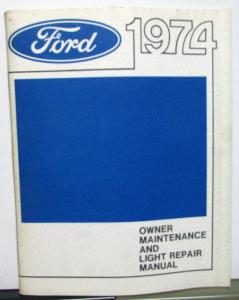 Ford
1974
OWNER
MAINTENANCE
AND
LIGHT REPAIR
MANUAL